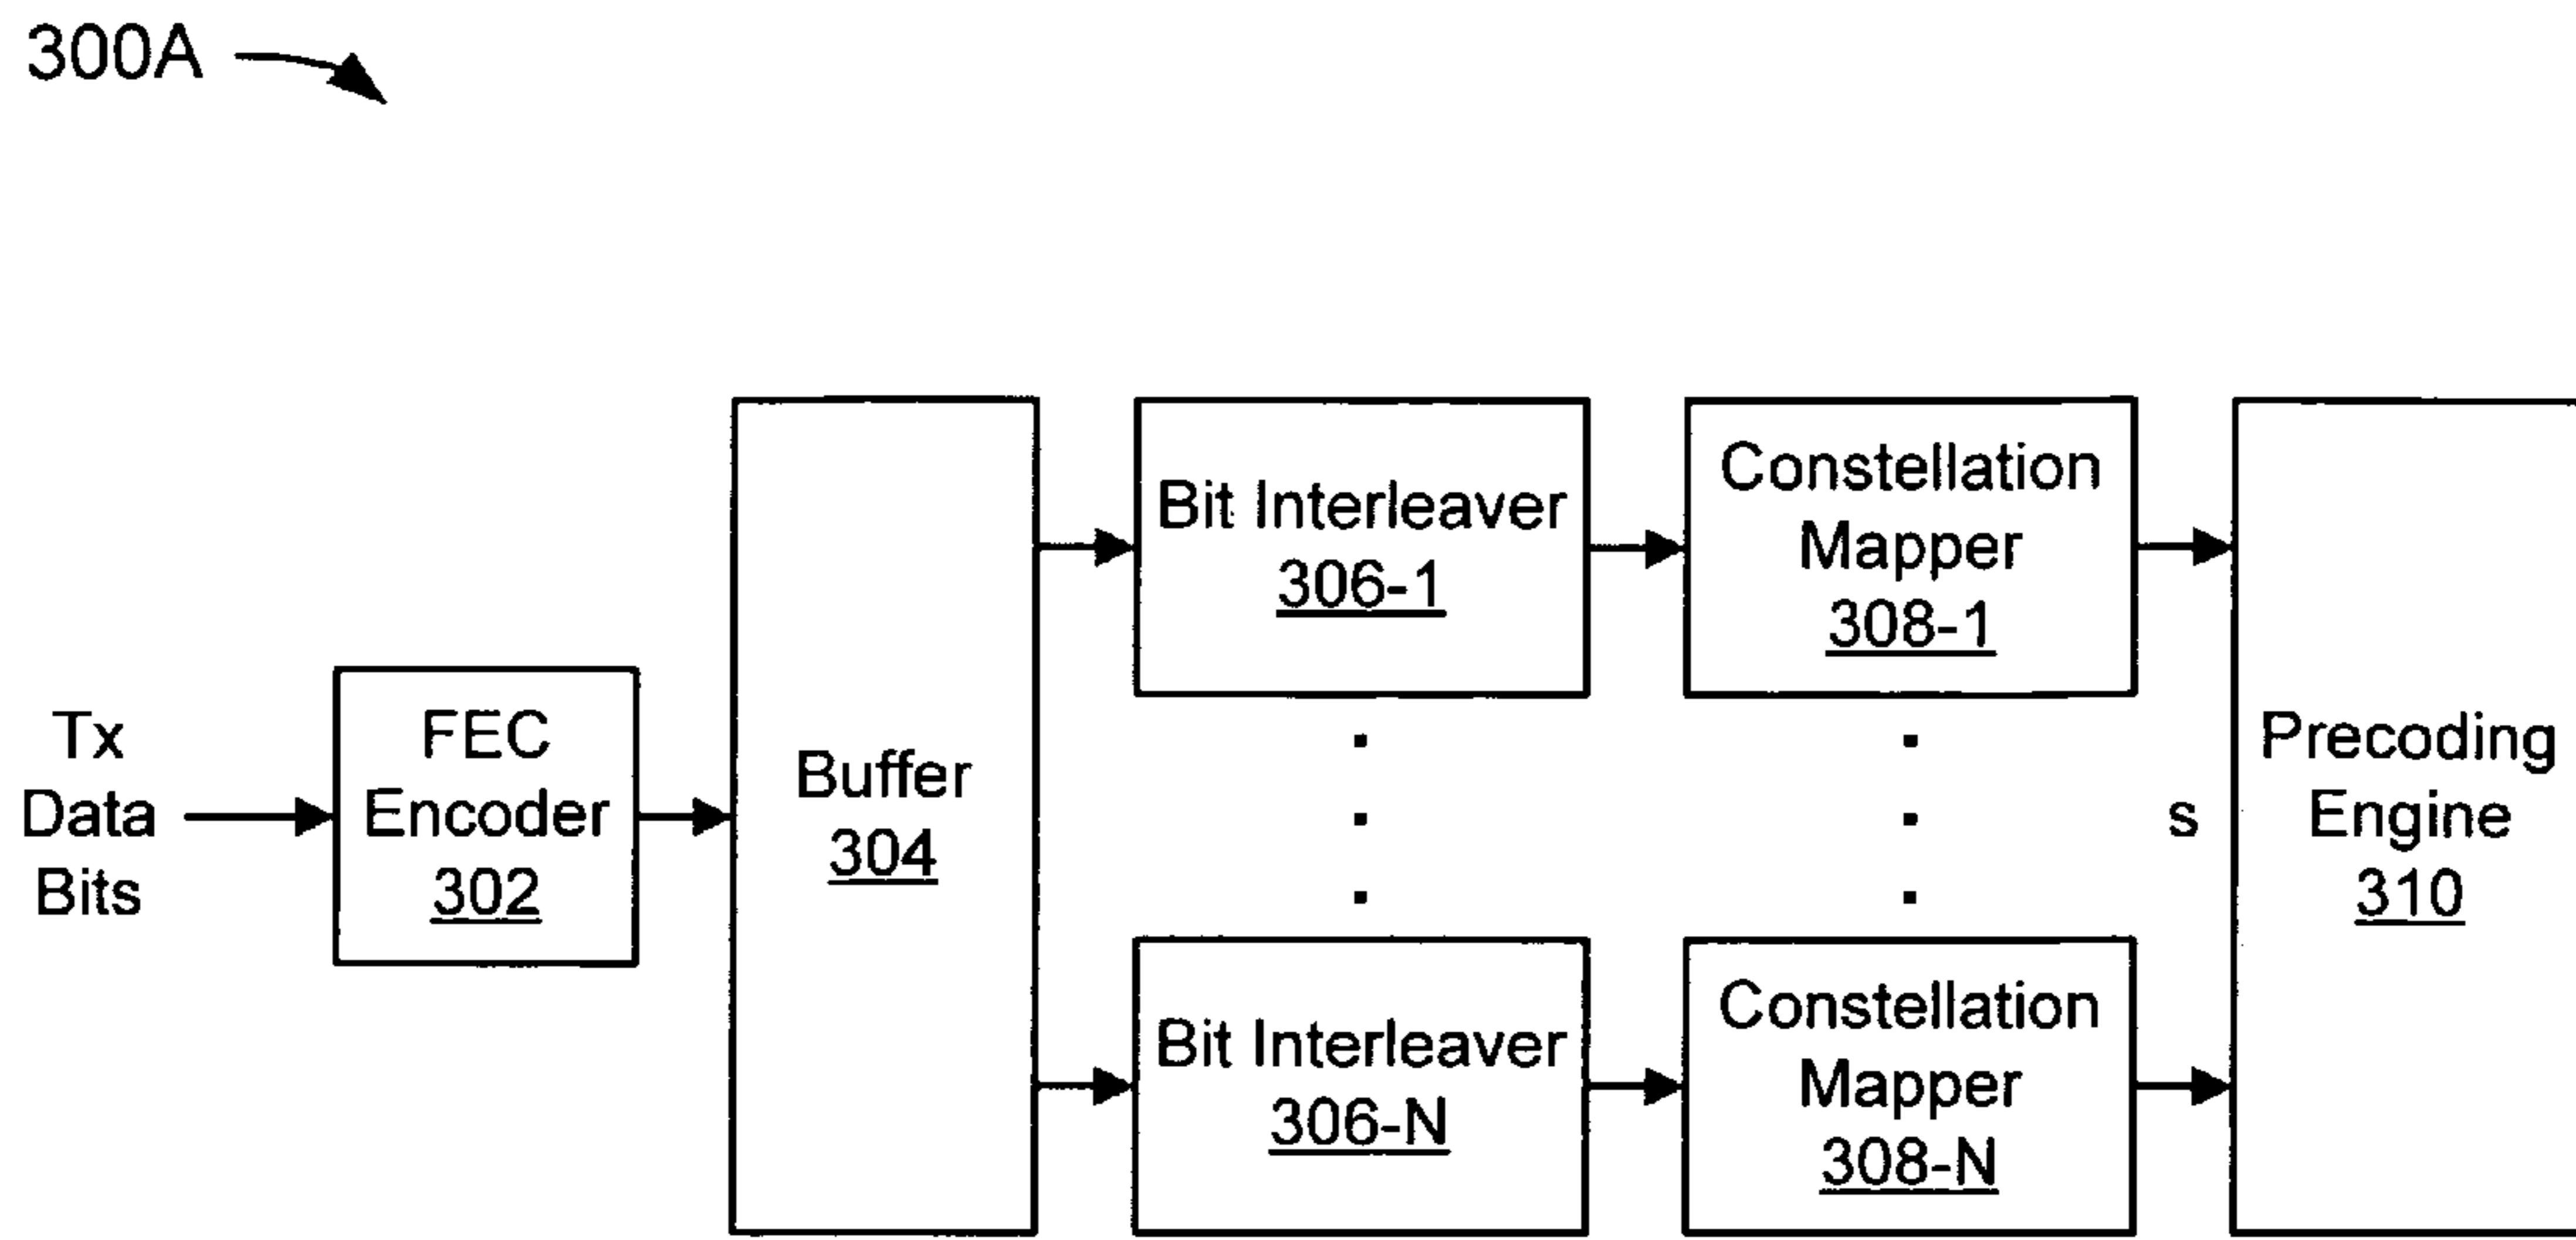 300A
Tx
Data
Bits
FEC
Encoder
302
Buffer
304
Bit Interleaver
306-1
Constellation
Mapper
308-1
Bit Interleaver
306-N
Constellation
Mapper
308-N
s
Precoding
Engine
310